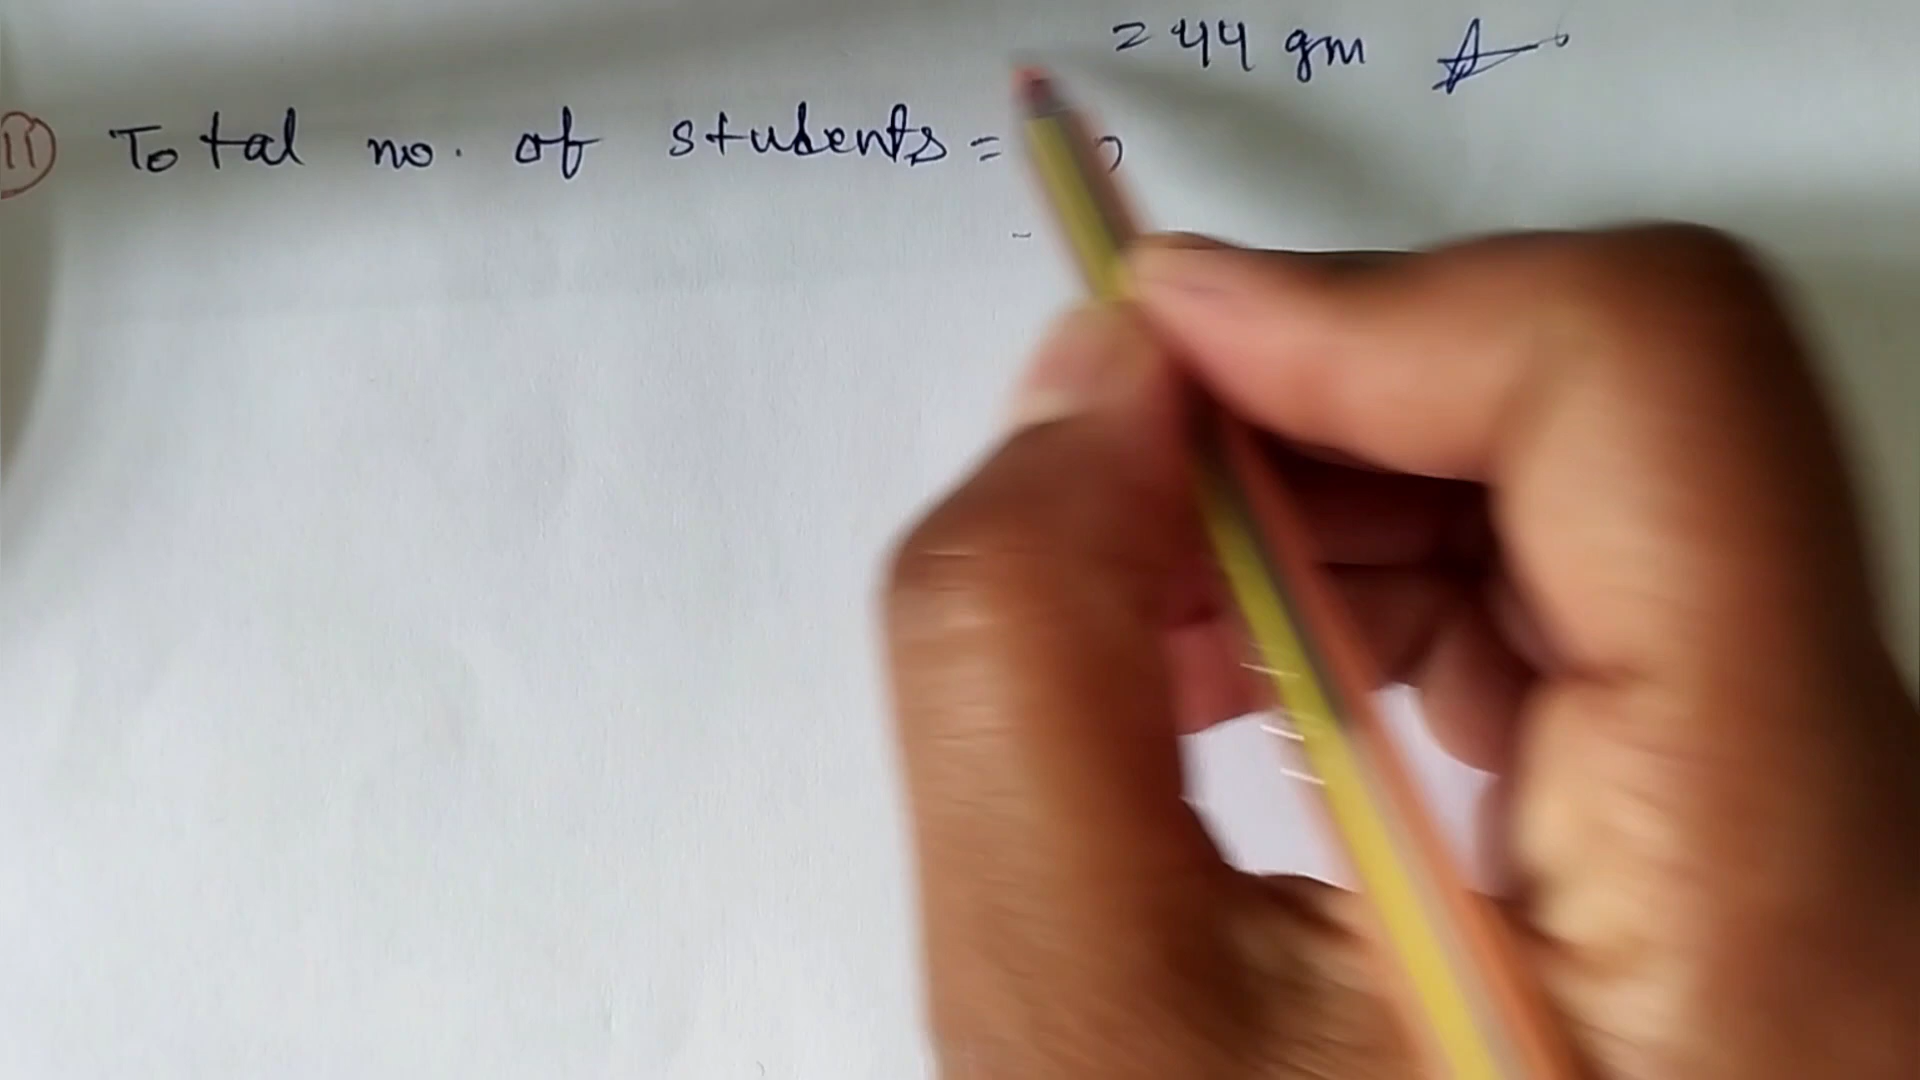 = 44 gm
11 Total no. of students =